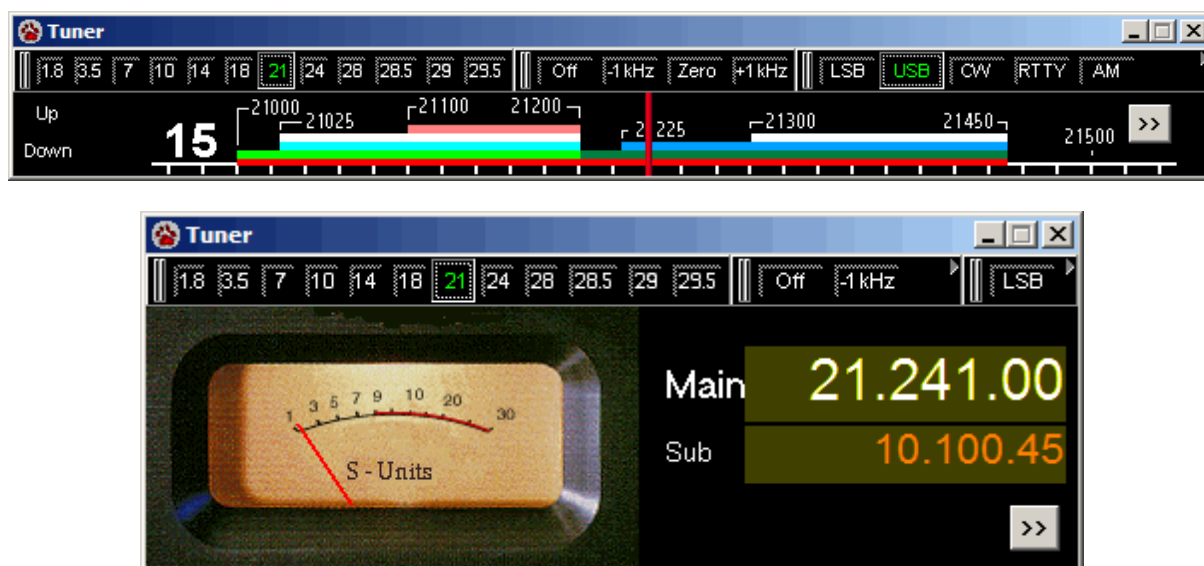 Tuner
1.8 3.5 7 10 14 18 21 24 28 28.5 29 29.5 Off -1 kHz Zero +1 kHz LSB USB CW RTTY AM
Up 21000 21100 21200 21300 21450 >>
21025 21500
Down 15
Tuner
1.8 3.5 7 10 14 18 21 24 28 28.5 29 29.5 Off -1 kHz LSB
1 3 5 7 9 10 20 30
S - Units
Main 21.241.00
Sub 10.100.45
>>